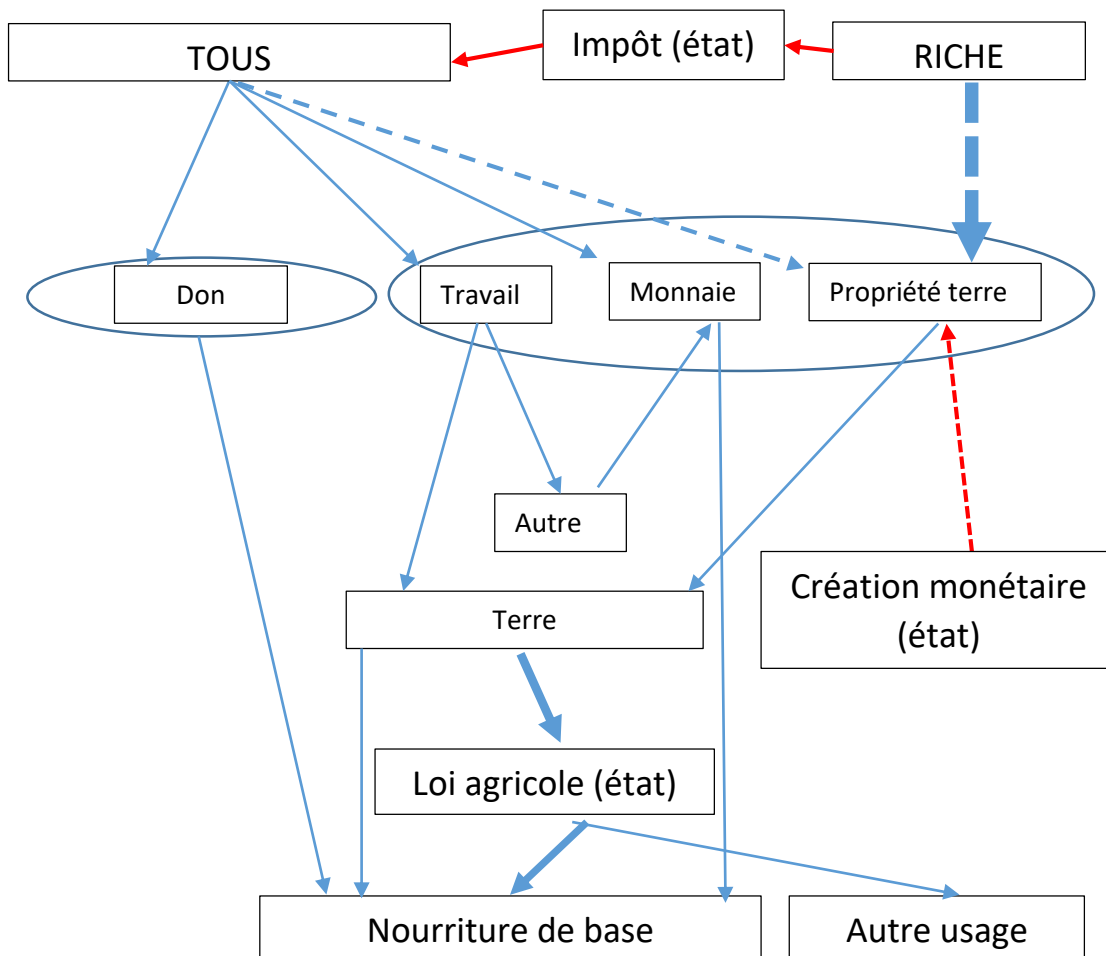 TOUS
Impôt (état)
RICHE
Don
Travail
Monnaie
Propriété terre
Autre
Création monétaire
(état)
Terre
Loi agricole (état)
Nourriture de base
Autre usage